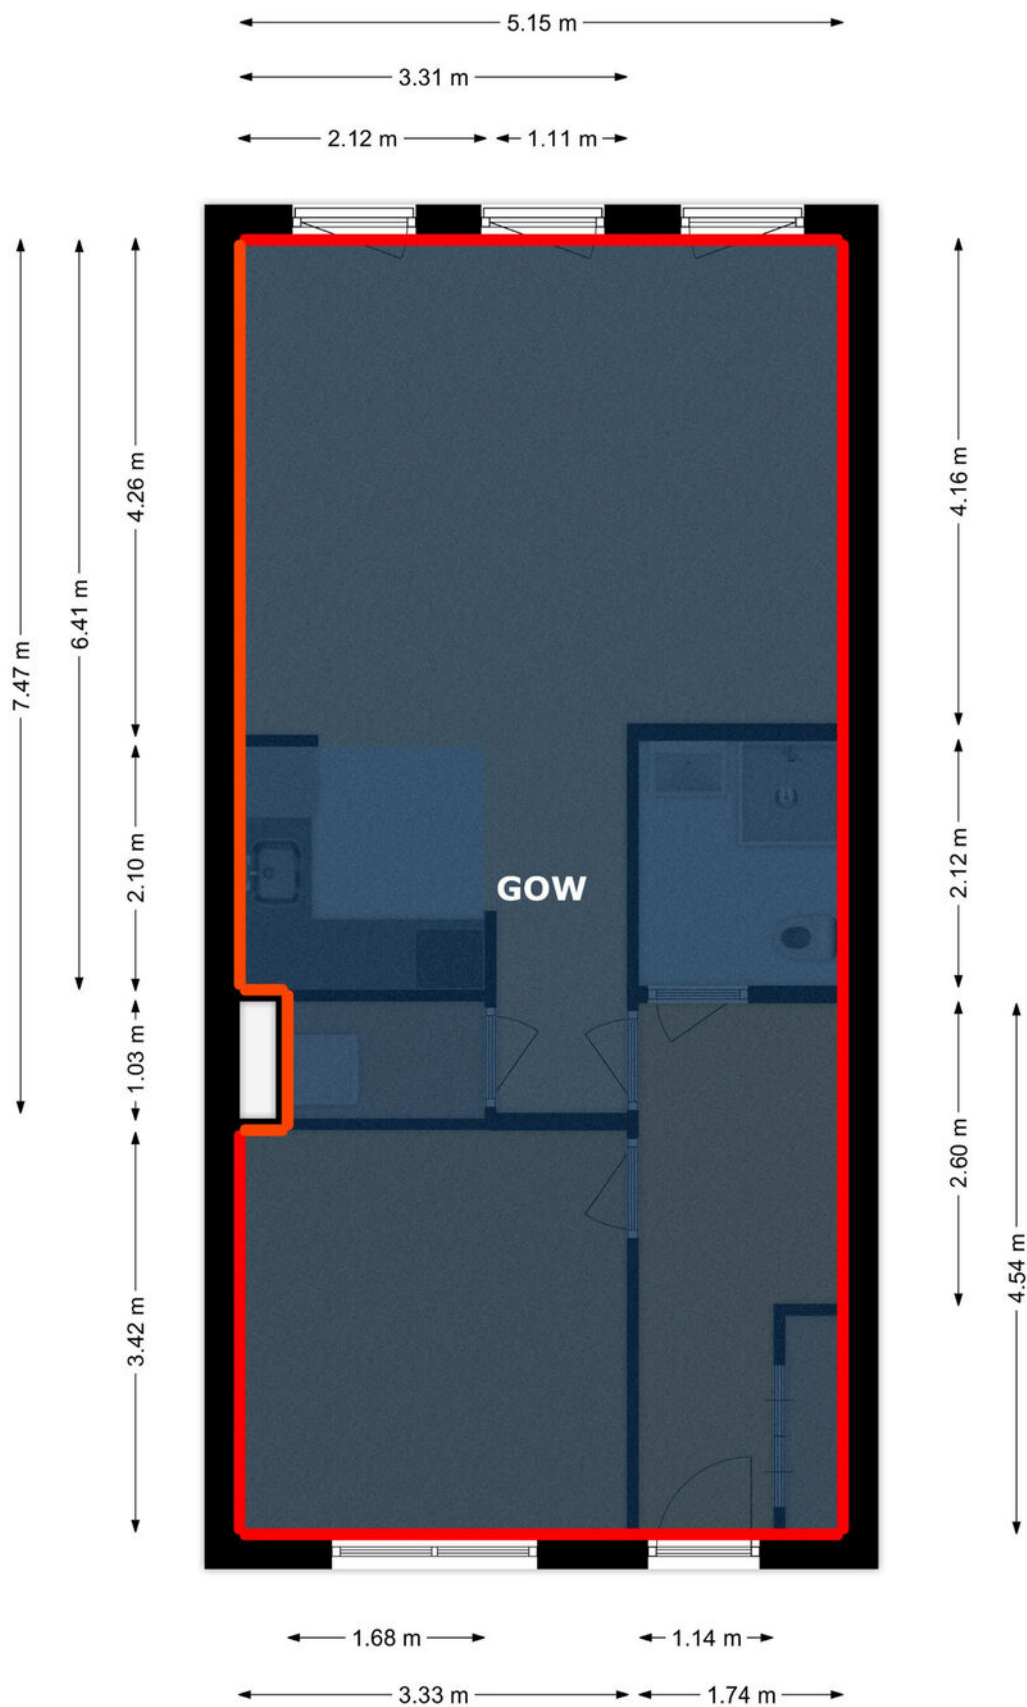 5.15 m
3.31 m
2.12 m
1.11 m
4.26 m
4.16 m
6.41 m
7.47 m
2.10 m
2.12 m
GOW
1.03 m
2.60 m
4.54 m
3.42 m
1.68 m
1.14 m
3.33 m
1.74 m